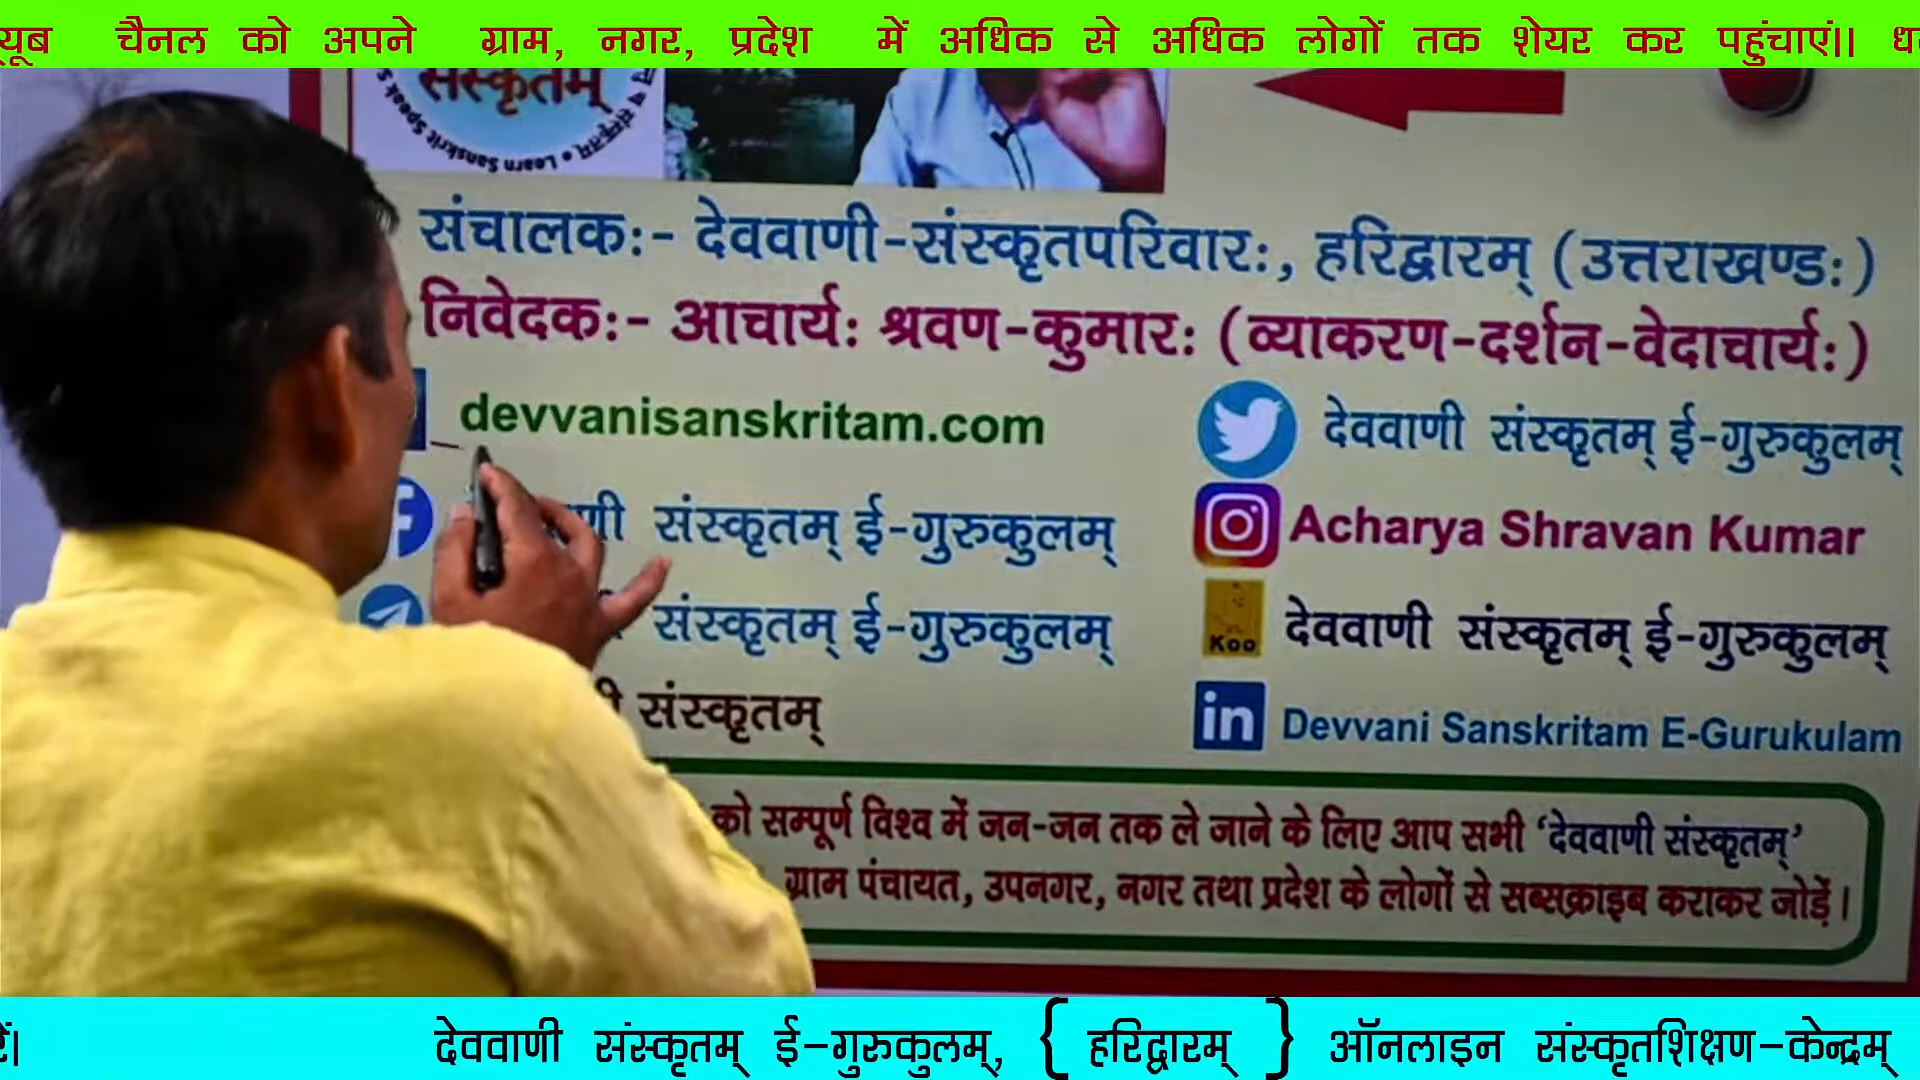 चैनल को अपने ग्राम, नगर, प्रदेश में अधिक से अधिक लोगों तक शेयर कर पहुंचाएं।।
संस्कृतम्
Learn Sanskrit Speak
संचालकः- देववाणी-संस्कृतपरिवारः, हरिद्वारम् (उत्तराखण्डः)
निवेदकः- आचार्यः श्रवण-कुमारः (व्याकरण-दर्शन-वेदाचार्यः)
devvanisanskritam.com
देववाणी संस्कृतम् ई-गुरुकुलम्
संस्कृतम् ई-गुरुकुलम्
Acharya Shravan Kumar
संस्कृतम् ई-गुरुकुलम्
Koo
देववाणी संस्कृतम् ई-गुरुकुलम्
संस्कृतम्
in
Devvani Sanskritam E-Gurukulam
को सम्पूर्ण विश्व में जन-जन तक ले जाने के लिए आप सभी ‘देववाणी संस्कृतम्’
ग्राम पंचायत, उपनगर, नगर तथा प्रदेश के लोगों से सब्सक्राइब कराकर जोड़ें।
देववाणी संस्कृतम् ई-गुरुकुलम्, { हरिद्वारम् } ऑनलाइन संस्कृतशिक्षण-केन्द्रम्